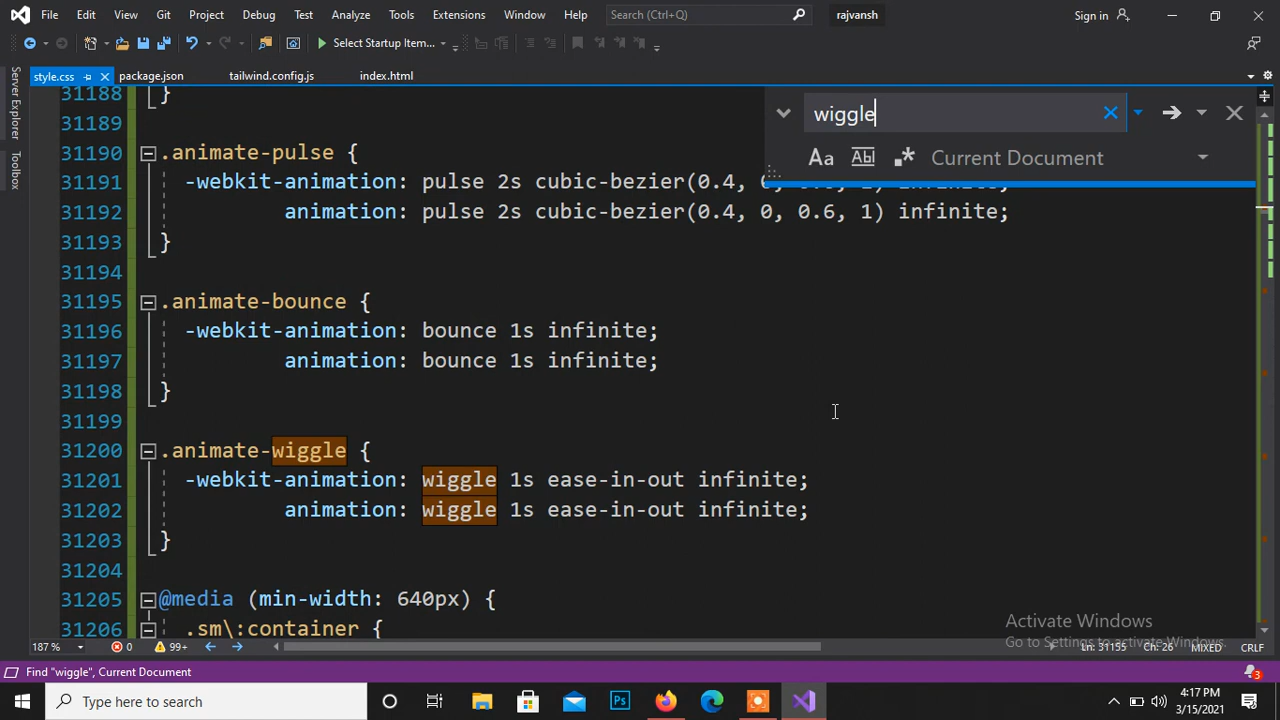 File Edit View Git Project Debug Test Analyze Tools Extensions Window Help Search (Ctrl+Q) rajvansh Sign in
Select Startup Item...
style.css package.json tailwind.config.js index.html
wiggle
Aa Ab .* Current Document
Server Explorer
Toolbox
31188 }
31189
31190 .animate-pulse {
31191 -webkit-animation: pulse 2s cubic-bezier(0.4, 0, 0.6, 1) infinite;
31192 animation: pulse 2s cubic-bezier(0.4, 0, 0.6, 1) infinite;
31193 }
31194
31195 .animate-bounce {
31196 -webkit-animation: bounce 1s infinite;
31197 animation: bounce 1s infinite;
31198 }
31199
31200 .animate-wiggle {
31201 -webkit-animation: wiggle 1s ease-in-out infinite;
31202 animation: wiggle 1s ease-in-out infinite;
31203 }
31204
31205 @media (min-width: 640px) {
31206 .sm\:container {
Activate Windows
Go to Settings to activate Windows.
187 % 0 99+ Ln: 31155 Ch: 26 MIXED CRLF
Find "wiggle", Current Document 3
Type here to search
Ps
4:17 PM
3/15/2021